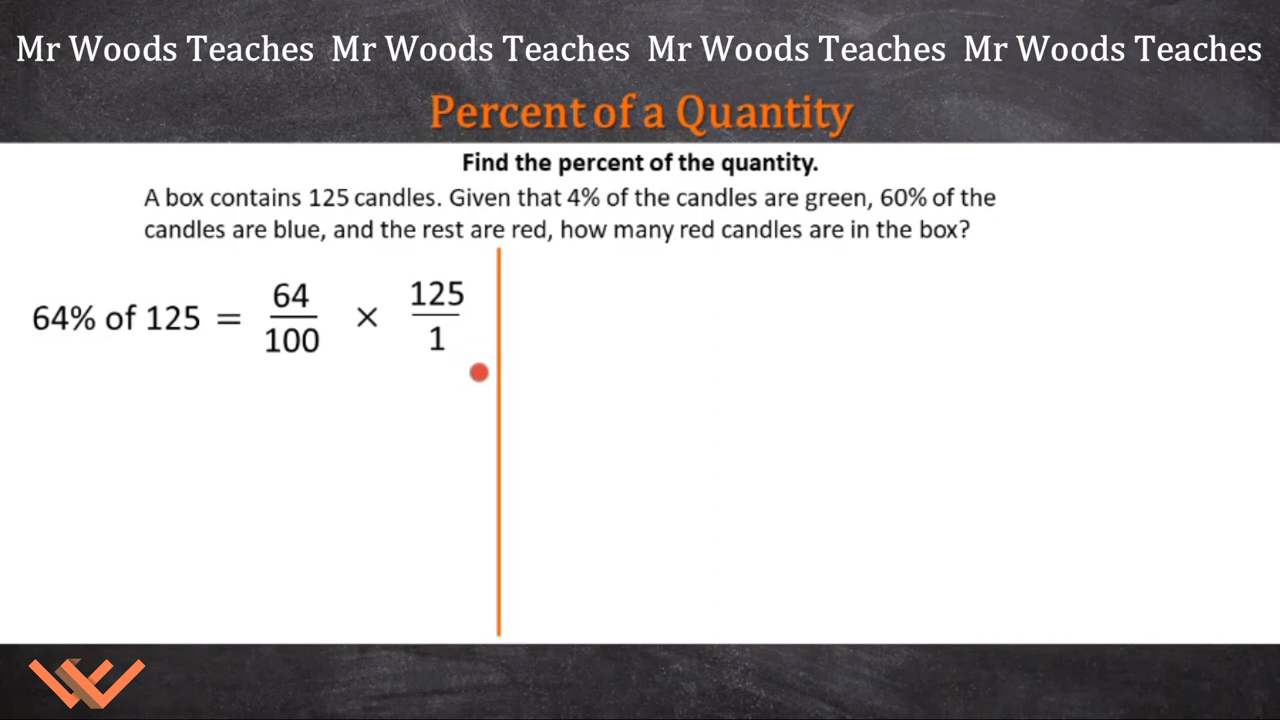 Mr Woods Teaches Mr Woods Teaches Mr Woods Teaches Mr Woods Teaches
Percent of a Quantity
Find the percent of the quantity.
A box contains 125 candles. Given that 4% of the candles are green, 60% of the
candles are blue, and the rest are red, how many red candles are in the box?
64% of 125 = 64/100 × 125/1